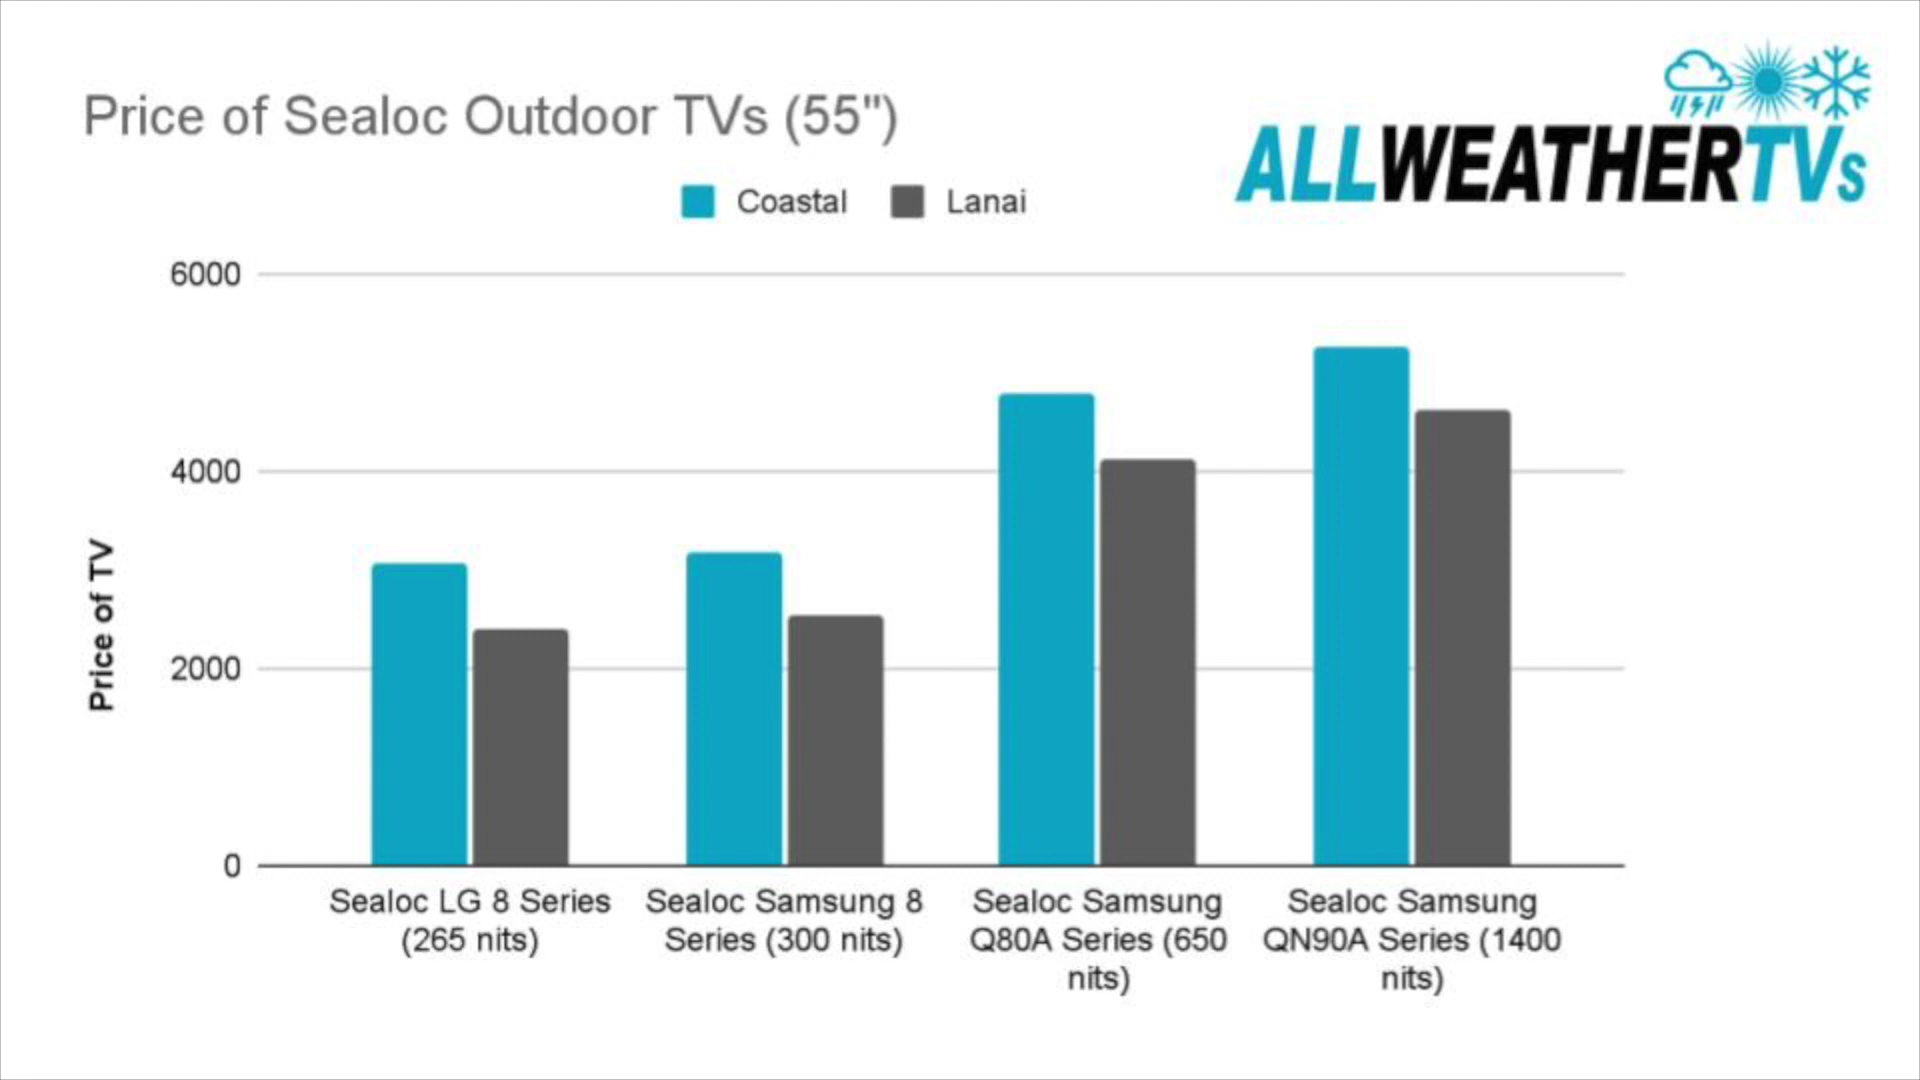 Price of Sealoc Outdoor TVs (55")
ALLWEATHERTVs
Coastal
Lanai
6000
4000
2000
0
Price of TV
Sealoc LG 8 Series
(265 nits)
Sealoc Samsung 8
Series (300 nits)
Sealoc Samsung
Q80A Series (650
nits)
Sealoc Samsung
QN90A Series (1400
nits)